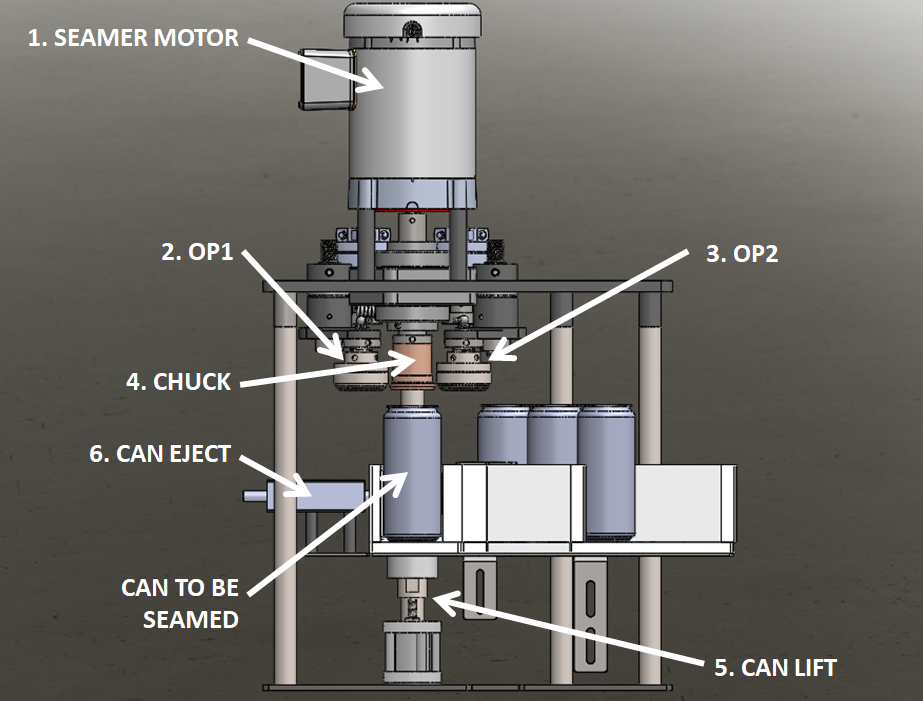 1. SEAMER MOTOR
2. OP1
3. OP2
4. CHUCK
6. CAN EJECT
CAN TO BE
SEAMED
5. CAN LIFT